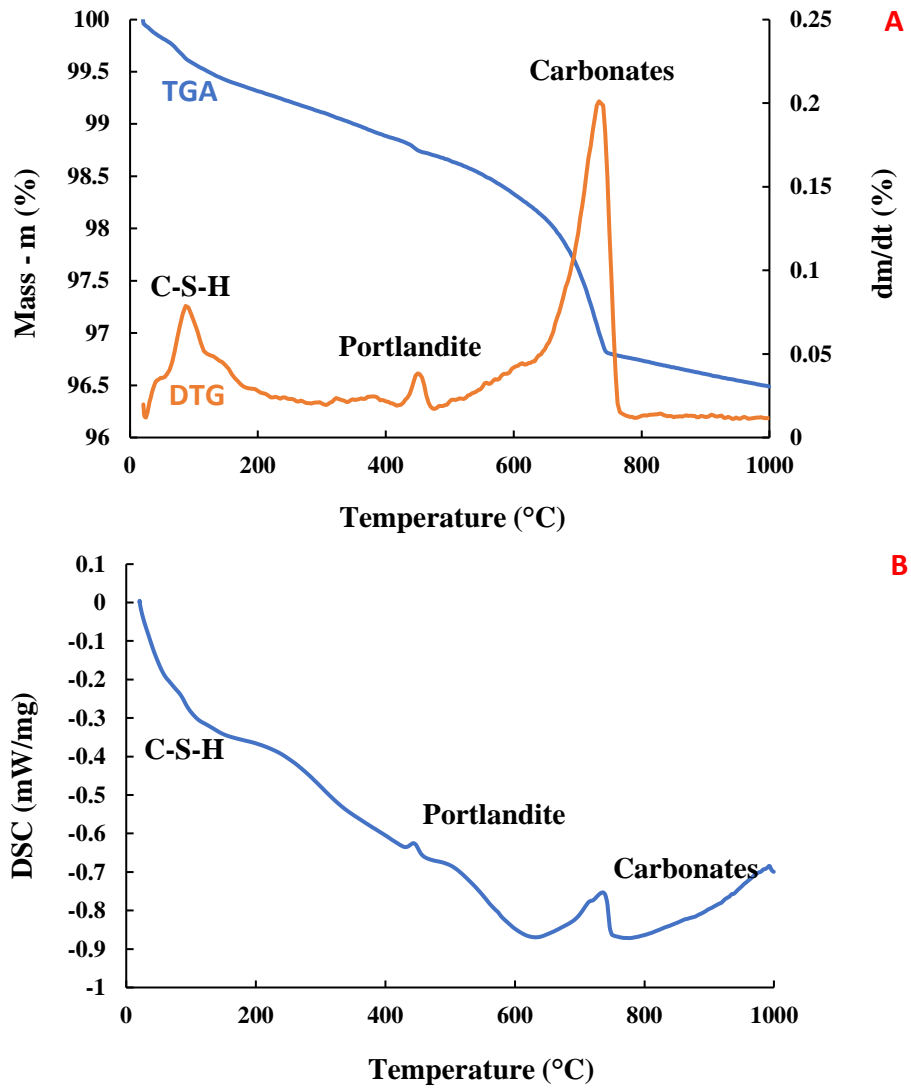 A
100
99.5
99
98.5
98
97.5
97
96.5
96
Mass - m (%)
0.25
0.2
0.15
0.1
0.05
0
dm/dt (%)
TGA
Carbonates
C-S-H
Portlandite
DTG
0 200 400 600 800 1000
Temperature (°C)
B
0.1
0
-0.1
-0.2
-0.3
-0.4
-0.5
-0.6
-0.7
-0.8
-0.9
-1
DSC (mW/mg)
C-S-H
Portlandite
Carbonates
0 200 400 600 800 1000
Temperature (°C)